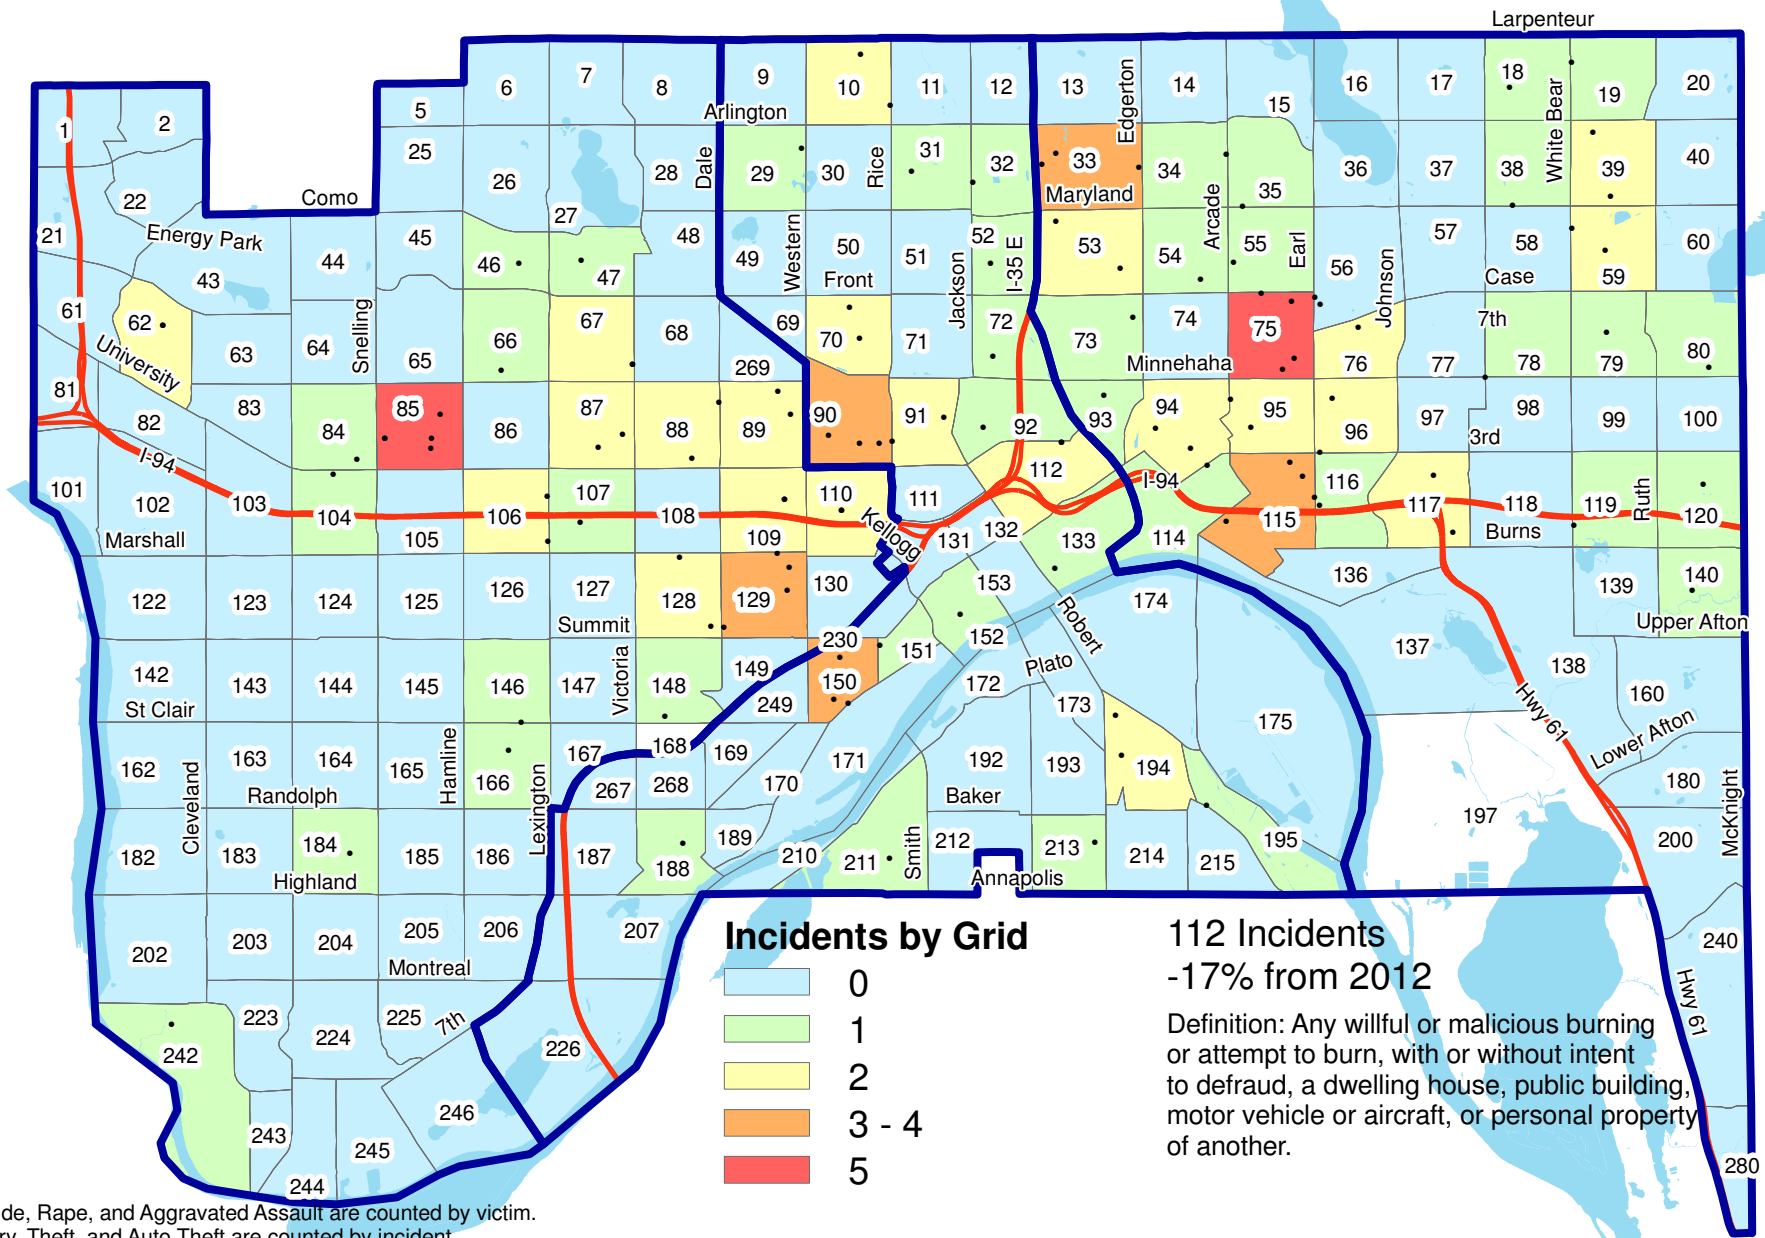 Larpenteur
6 7 8 9 10 11 12 13 14 15 16 17 18 19 20
1 2 5 Arlington Edgerton White Bear
25 26 27 28 Dale 29 30 Rice 31 32 33 34 35 36 37 38 39 40
22 Como Maryland Arcade
21 Energy Park 43 44 45 46 47 48 49 Western 50 51 52 I-35 E 53 54 55 Earl 56 57 58 59 60
Front Jackson Johnson Case
61 62 63 64 Snelling 65 66 67 68 69 70 71 72 73 74 75 76 77 7th 78 79 80
University 269 Minnehaha
81 82 83 84 85 86 87 88 89 90 91 92 93 94 95 96 97 98 99 100
I-94 3rd
101 102 103 104 105 106 107 108 109 110 111 112 I-94 114 115 116 117 118 119 Ruth 120
Marshall Kellogg 131 132 133 Burns
122 123 124 125 126 127 128 129 130 153 174 136 139 140
Summit 230 152 Robert Upper Afton
142 143 144 145 146 147 Victoria 148 149 150 151 Plato 137 138
St Clair 249 172 173 175 Hwy 61 160
162 163 164 165 Hamline 166 167 168 169 170 171 192 193 194 Lower Afton 180
Cleveland Randolph Lexington 267 268 Baker 197 McKnight
182 183 184 185 186 187 188 189 210 211 Smith 212 213 214 215 195 200
Highland Annapolis
202 203 204 205 206 207 240
Montreal
223 224 225 7th 226 Hwy 61
242 243 244 245 246 280
Incidents by Grid
0
1
2
3 - 4
5
112 Incidents
-17% from 2012
Definition: Any willful or malicious burning
or attempt to burn, with or without intent
to defraud, a dwelling house, public building,
motor vehicle or aircraft, or personal property
of another.
de, Rape, and Aggravated Assault are counted by victim.
ry, Theft, and Auto Theft are counted by incident